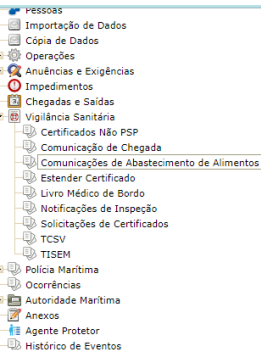 Pessoas
Importação de Dados
Cópia de Dados
Operações
Anuências e Exigências
Impedimentos
Chegadas e Saídas
Vigilância Sanitária
Certificados Não PSP
Comunicação de Chegada
Comunicações de Abastecimento de Alimentos
Estender Certificado
Livro Médico de Bordo
Notificações de Inspeção
Solicitações de Certificados
TCSV
TISEM
Polícia Marítima
Ocorrências
Autoridade Marítima
Anexos
Agente Protetor
Histórico de Eventos